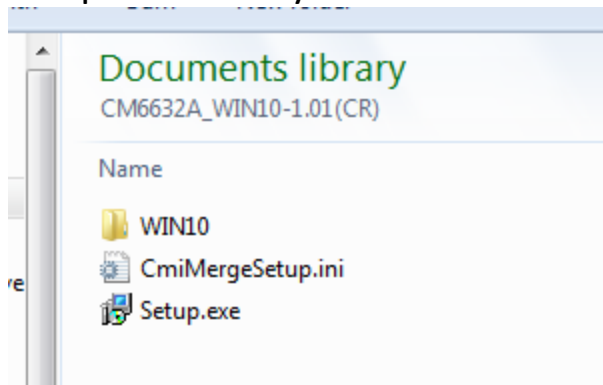 Documents library
CM6632A_WIN10-1.01(CR)
Name
WIN10
CmiMergeSetup.ini
Setup.exe